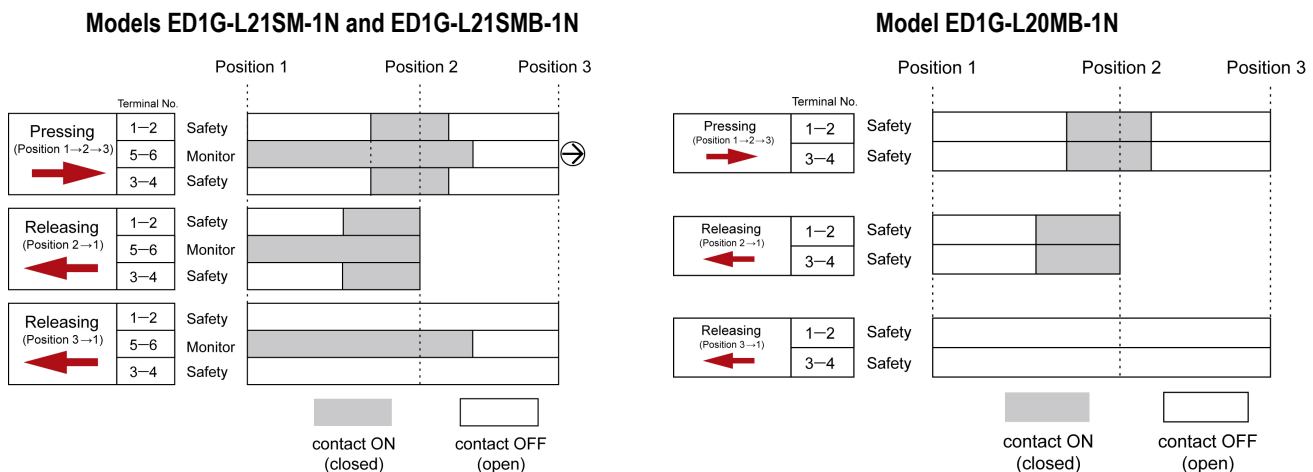 Models ED1G-L21SM-1N and ED1G-L21SMB-1N
Position 1 Position 2 Position 3
Terminal No.
Pressing
(Position 1→2→3)
1—2 Safety
5—6 Monitor
3—4 Safety
Releasing
(Position 2→1)
1—2 Safety
5—6 Monitor
3—4 Safety
Releasing
(Position 3→1)
1—2 Safety
5—6 Monitor
3—4 Safety
contact ON
(closed)
contact OFF
(open)
Model ED1G-L20MB-1N
Position 1 Position 2 Position 3
Terminal No.
Pressing
(Position 1→2→3)
1—2 Safety
3—4 Safety
Releasing
(Position 2→1)
1—2 Safety
3—4 Safety
Releasing
(Position 3→1)
1—2 Safety
3—4 Safety
contact ON
(closed)
contact OFF
(open)